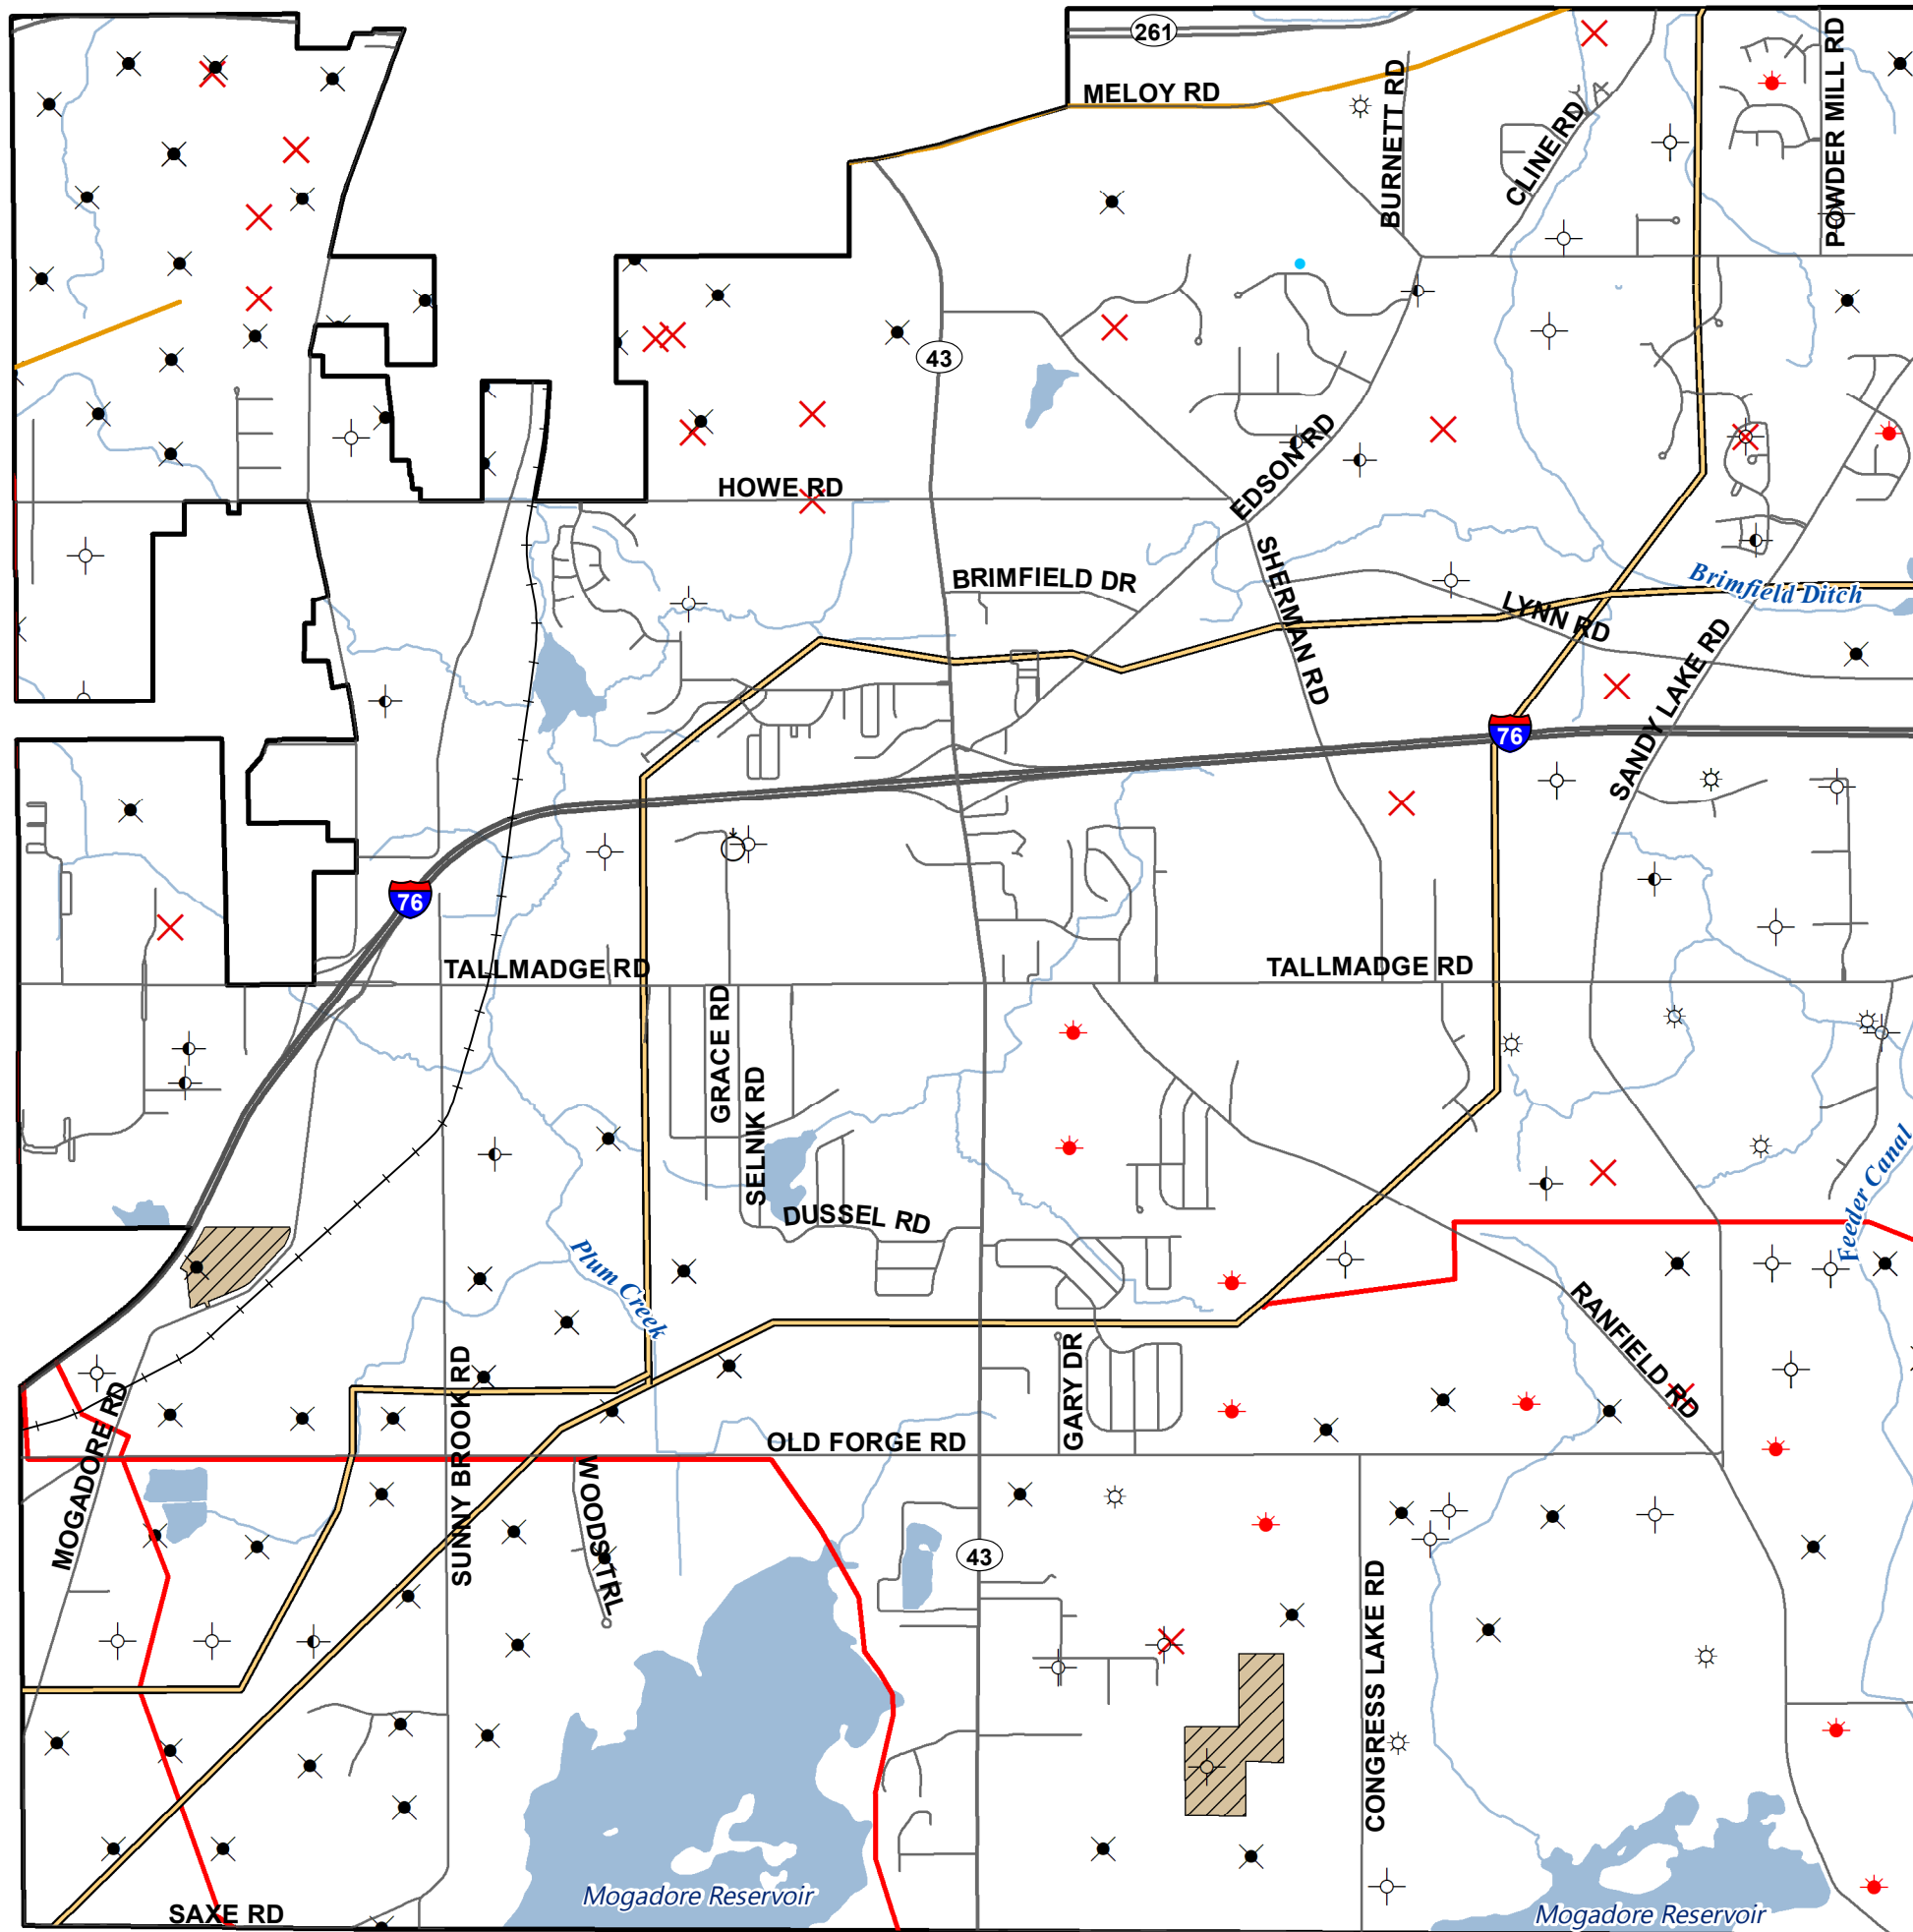 261
MELOY RD
BURNETT RD
CLINE RD
POWDER MILL RD
43
EDSON RD
HOWE RD
SHERMAN RD
BRIMFIELD DR
LYNN RD
Brimfield Ditch
SANDY LAKE RD
76
76
TALLMADGE RD
TALLMADGE RD
GRACE RD
SELNIK RD
DUSSEL RD
Plum Creek
Feeder Canal
RANFIELD RD
GARY DR
MOGADORE RD
SUNNY BROOK RD
OLD FORGE RD
WOODSTRL
43
CONGRESS LAKE RD
Mogadore Reservoir
Mogadore Reservoir
SAXE RD